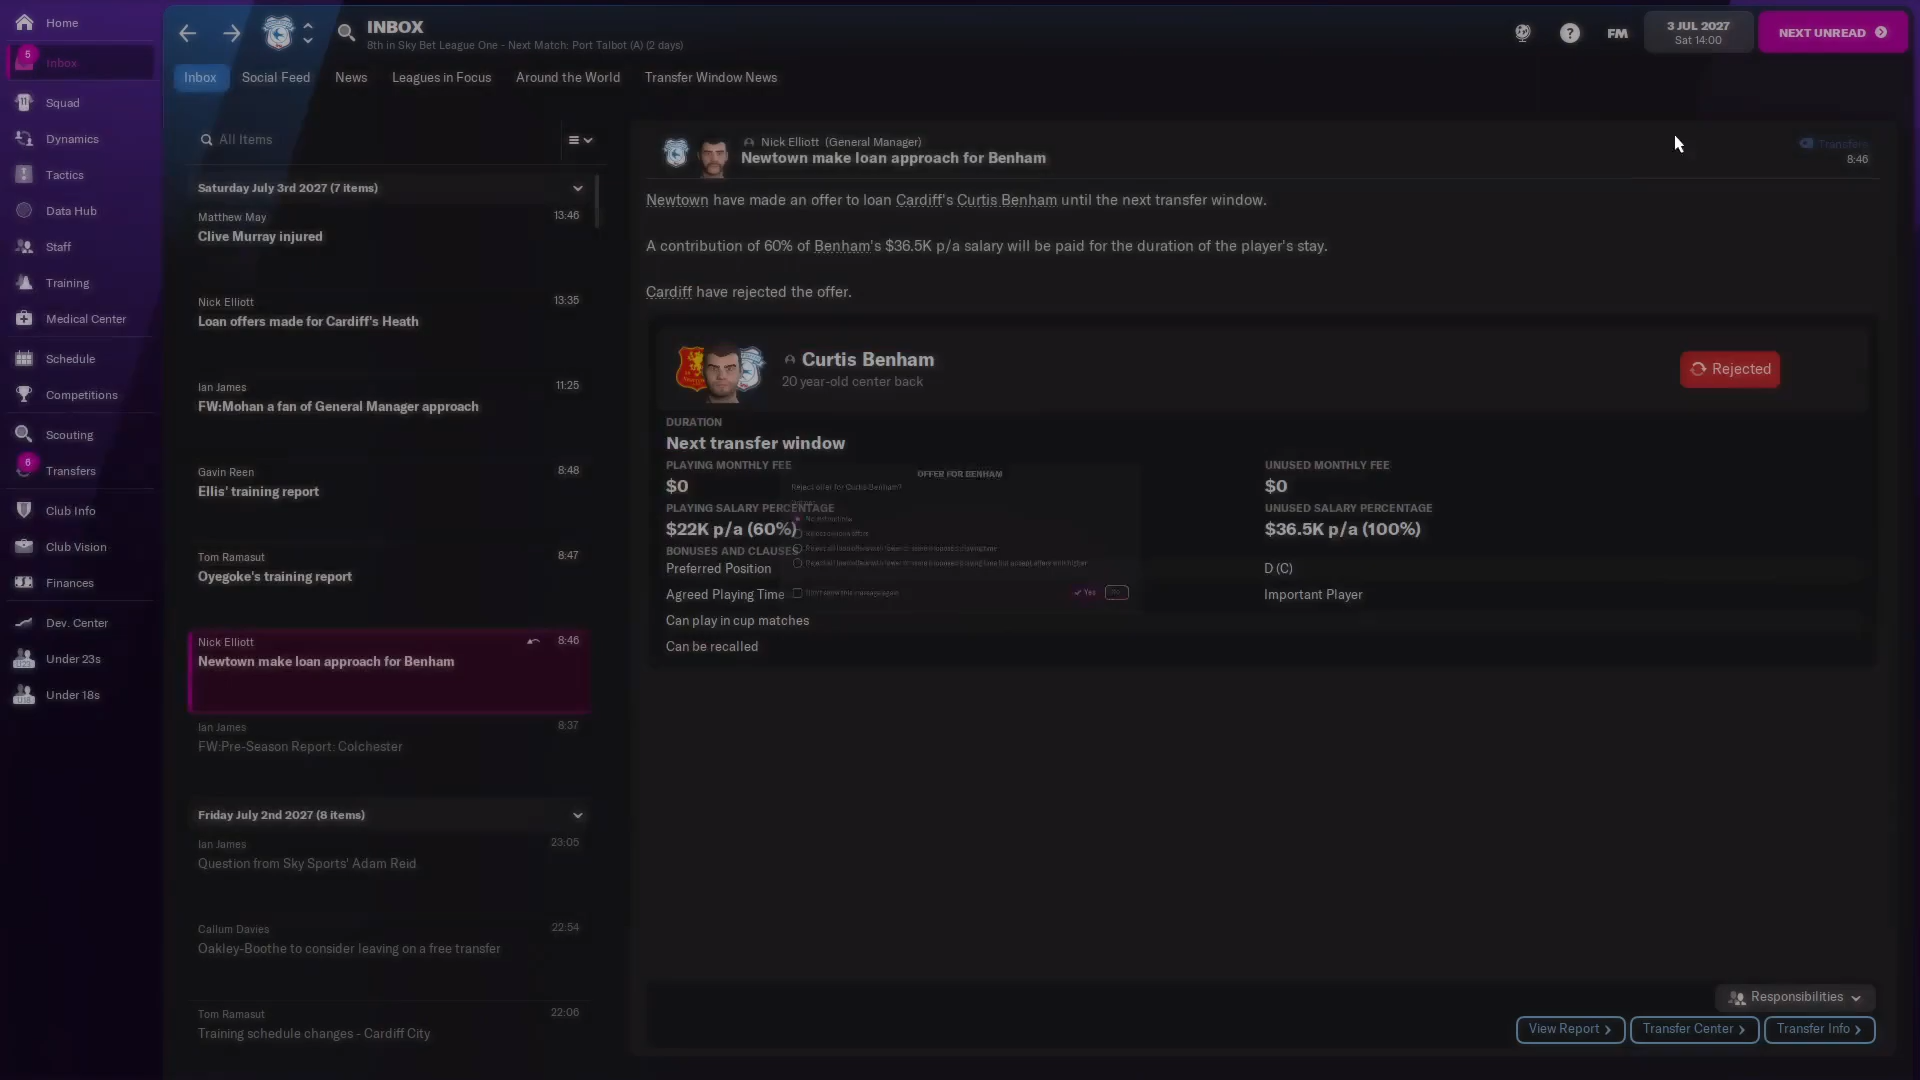 Home
5
Inbox
Squad
Dynamics
Tactics
Data Hub
Staff
Training
Medical Center
Schedule
Competitions
Scouting
6
Transfers
Club Info
Club Vision
Finances
Dev. Center
Under 23s
Under 18s
INBOX
8th in Sky Bet League One - Next Match: Port Talbot (A) (2 days)
FM
3 JUL 2027
Sat 14:00
NEXT UNREAD
Inbox
Social Feed
News
Leagues in Focus
Around the World
Transfer Window News
All Items
Saturday July 3rd 2027 (7 items)
Matthew May
13:46
Clive Murray injured
Nick Elliott
13:35
Loan offers made for Cardiff's Heath
Ian James
11:25
FW:Mohan a fan of General Manager approach
Gavin Reen
8:48
Ellis' training report
Tom Ramasut
8:47
Oyegoke's training report
Nick Elliott
8:46
Newtown make loan approach for Benham
Ian James
8:37
FW:Pre-Season Report: Colchester
Friday July 2nd 2027 (8 items)
Ian James
23:05
Question from Sky Sports' Adam Reid
Callum Davies
22:54
Oakley-Boothe to consider leaving on a free transfer
Tom Ramasut
22:06
Training schedule changes - Cardiff City
Nick Elliott (General Manager)
Newtown make loan approach for Benham
Transfers
8:46
Newtown have made an offer to loan Cardiff's Curtis Benham until the next transfer window.
A contribution of 60% of Benham's $36.5K p/a salary will be paid for the duration of the player's stay.
Cardiff have rejected the offer.
Curtis Benham
20 year-old center back
Rejected
DURATION
Next transfer window
PLAYING MONTHLY FEE
$0
UNUSED MONTHLY FEE
$0
PLAYING SALARY PERCENTAGE
$22K p/a (60%)
UNUSED SALARY PERCENTAGE
$36.5K p/a (100%)
BONUSES AND CLAUSES
Preferred Position
D (C)
Agreed Playing Time
Important Player
Can play in cup matches
Can be recalled
OFFER FOR BENHAM
Reject offer for Curtis Benham?
Yes
Responsibilities
View Report
Transfer Center
Transfer Info